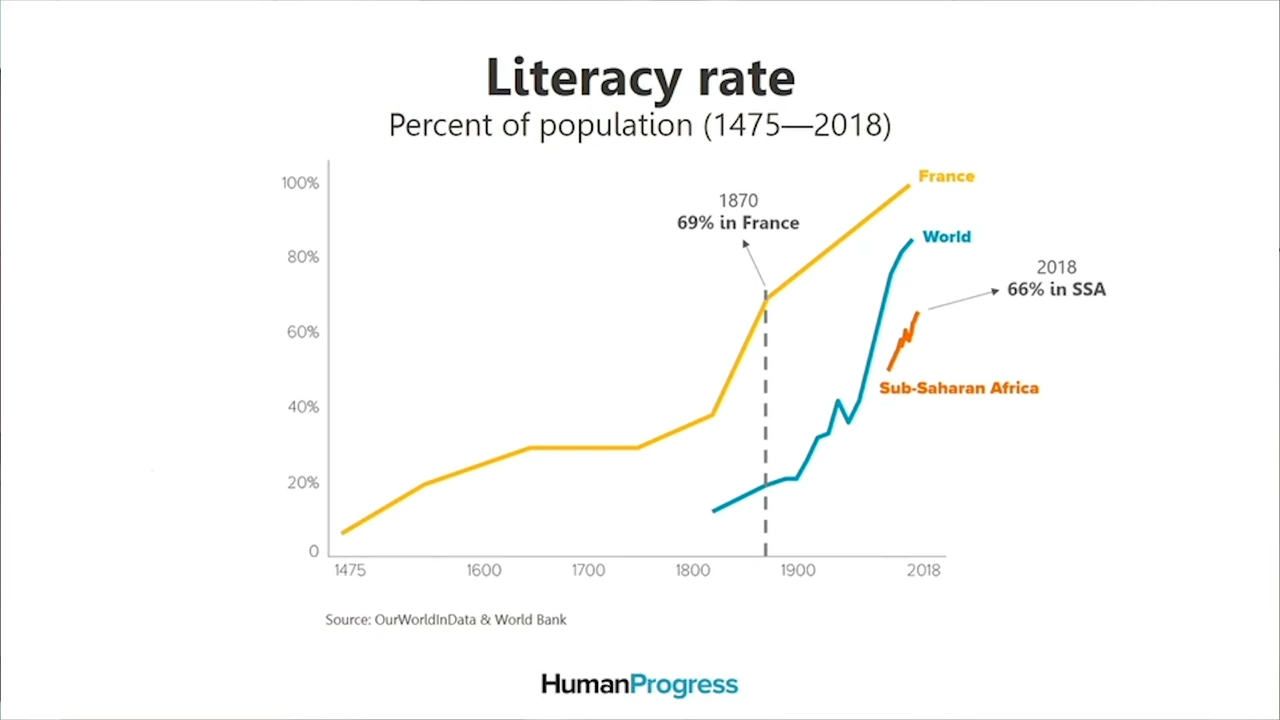 Literacy rate
Percent of population (1475—2018)
100%
80%
60%
40%
20%
0
1475
1600
1700
1800
1900
2018
1870
69% in France
France
World
2018
66% in SSA
Sub-Saharan Africa
Source: OurWorldInData & World Bank
HumanProgress